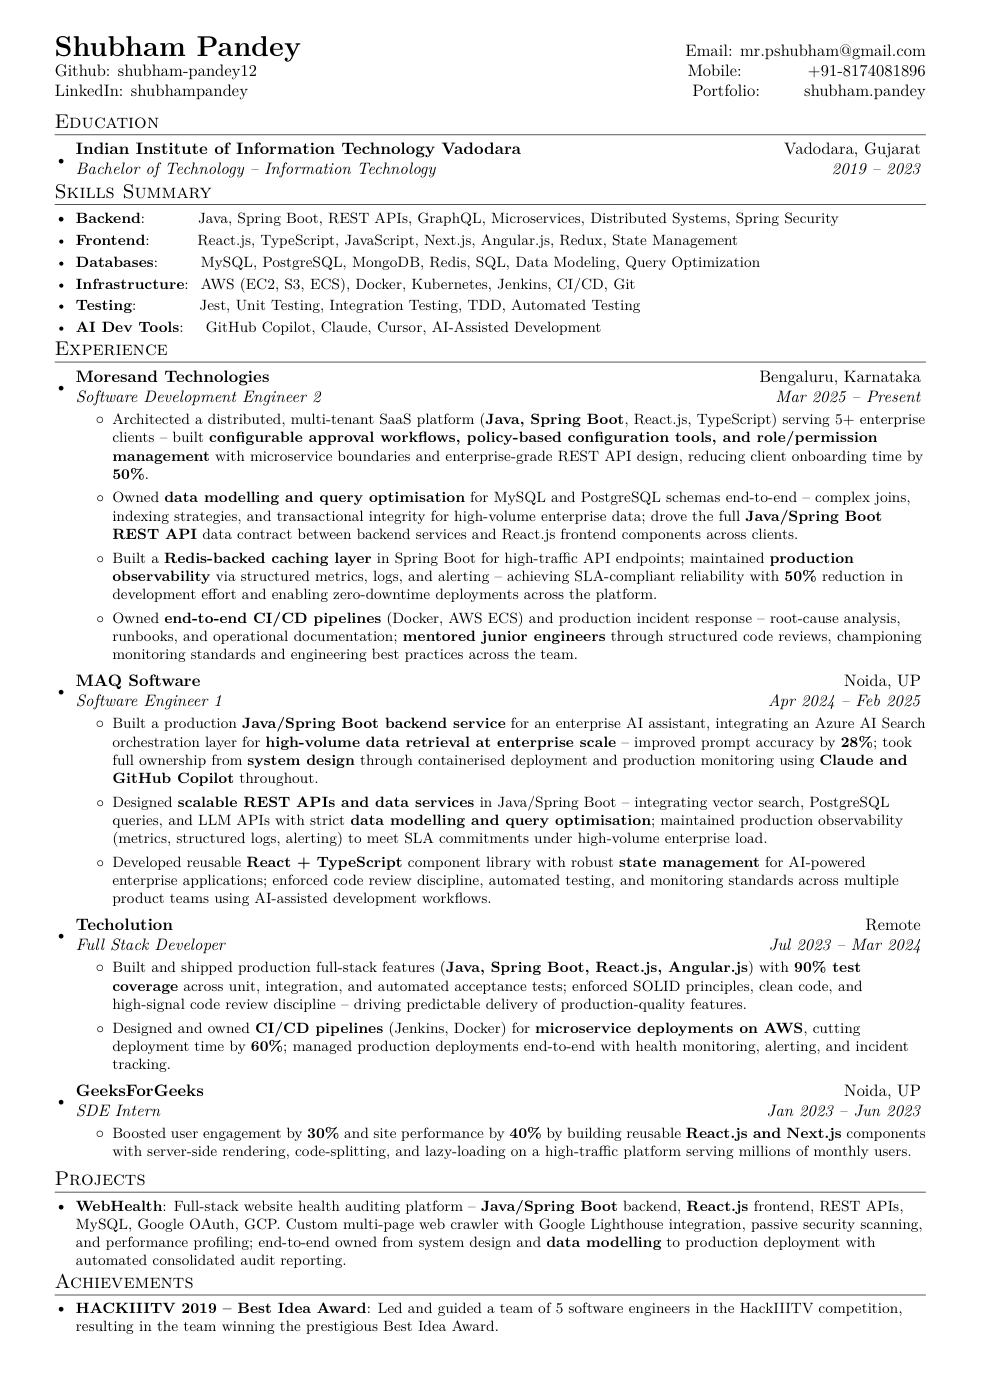 Shubham Pandey
Github: shubham-pandey12
LinkedIn: shubhampandey
Email: mr.pshubham@gmail.com
Mobile: +91-8174081896
Portfolio: shubham.pandey
Education
• Indian Institute of Information Technology Vadodara Vadodara, Gujarat
Bachelor of Technology – Information Technology 2019 – 2023
Skills Summary
• Backend: Java, Spring Boot, REST APIs, GraphQL, Microservices, Distributed Systems, Spring Security
• Frontend: React.js, TypeScript, JavaScript, Next.js, Angular.js, Redux, State Management
• Databases: MySQL, PostgreSQL, MongoDB, Redis, SQL, Data Modeling, Query Optimization
• Infrastructure: AWS (EC2, S3, ECS), Docker, Kubernetes, Jenkins, CI/CD, Git
• Testing: Jest, Unit Testing, Integration Testing, TDD, Automated Testing
• AI Dev Tools: GitHub Copilot, Claude, Cursor, AI-Assisted Development
Experience
• Moresand Technologies Bengaluru, Karnataka
Software Development Engineer 2 Mar 2025 – Present
◦ Architected a distributed, multi-tenant SaaS platform (Java, Spring Boot, React.js, TypeScript) serving 5+ enterprise
clients – built configurable approval workflows, policy-based configuration tools, and role/permission
management with microservice boundaries and enterprise-grade REST API design, reducing client onboarding time by
50%.
◦ Owned data modelling and query optimisation for MySQL and PostgreSQL schemas end-to-end – complex joins,
indexing strategies, and transactional integrity for high-volume enterprise data; drove the full Java/Spring Boot
REST API data contract between backend services and React.js frontend components across clients.
◦ Built a Redis-backed caching layer in Spring Boot for high-traffic API endpoints; maintained production
observability via structured metrics, logs, and alerting – achieving SLA-compliant reliability with 50% reduction in
development effort and enabling zero-downtime deployments across the platform.
◦ Owned end-to-end CI/CD pipelines (Docker, AWS ECS) and production incident response – root-cause analysis,
runbooks, and operational documentation; mentored junior engineers through structured code reviews, championing
monitoring standards and engineering best practices across the team.
• MAQ Software Noida, UP
Software Engineer 1 Apr 2024 – Feb 2025
◦ Built a production Java/Spring Boot backend service for an enterprise AI assistant, integrating an Azure AI Search
orchestration layer for high-volume data retrieval at enterprise scale – improved prompt accuracy by 28%; took
full ownership from system design through containerised deployment and production monitoring using Claude and
GitHub Copilot throughout.
◦ Designed scalable REST APIs and data services in Java/Spring Boot – integrating vector search, PostgreSQL
queries, and LLM APIs with strict data modelling and query optimisation; maintained production observability
(metrics, structured logs, alerting) to meet SLA commitments under high-volume enterprise load.
◦ Developed reusable React + TypeScript component library with robust state management for AI-powered
enterprise applications; enforced code review discipline, automated testing, and monitoring standards across multiple
product teams using AI-assisted development workflows.
• Techolution Remote
Full Stack Developer Jul 2023 – Mar 2024
◦ Built and shipped production full-stack features (Java, Spring Boot, React.js, Angular.js) with 90% test
coverage across unit, integration, and automated acceptance tests; enforced SOLID principles, clean code, and
high-signal code review discipline – driving predictable delivery of production-quality features.
◦ Designed and owned CI/CD pipelines (Jenkins, Docker) for microservice deployments on AWS, cutting
deployment time by 60%; managed production deployments end-to-end with health monitoring, alerting, and incident
tracking.
• GeeksForGeeks Noida, UP
SDE Intern Jan 2023 – Jun 2023
◦ Boosted user engagement by 30% and site performance by 40% by building reusable React.js and Next.js components
with server-side rendering, code-splitting, and lazy-loading on a high-traffic platform serving millions of monthly users.
Projects
• WebHealth: Full-stack website health auditing platform – Java/Spring Boot backend, React.js frontend, REST APIs,
MySQL, Google OAuth, GCP. Custom multi-page web crawler with Google Lighthouse integration, passive security scanning,
and performance profiling; end-to-end owned from system design and data modelling to production deployment with
automated consolidated audit reporting.
Achievements
• HACKIIITV 2019 – Best Idea Award: Led and guided a team of 5 software engineers in the HackIIITV competition,
resulting in the team winning the prestigious Best Idea Award.